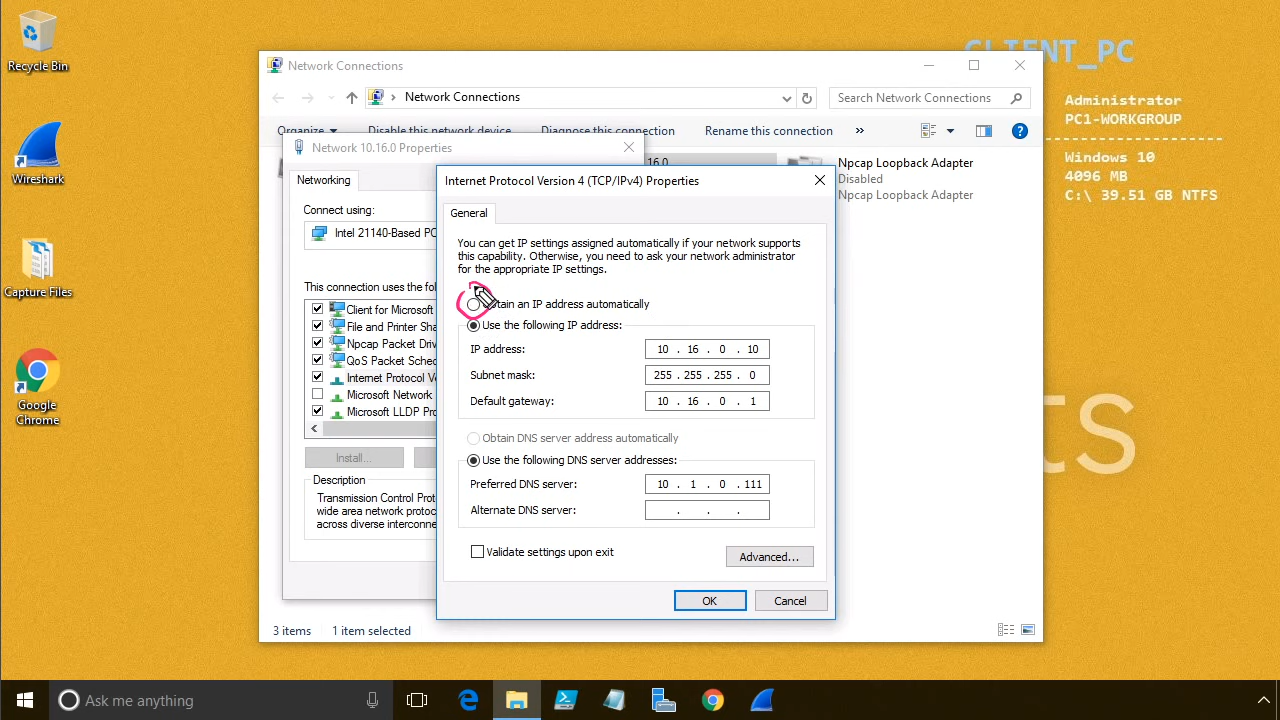 Recycle Bin
Wireshark
Capture Files
Google
Chrome
CLIENT_PC
Administrator
PC1-WORKGROUP
Windows 10
4096 MB
C:\ 39.51 GB NTFS
Network Connections
Network Connections
Search Network Connections
Organize
Disable this network device
Diagnose this connection
Rename this connection
»
16.0
Npcap Loopback Adapter
Disabled
Npcap Loopback Adapter
Network 10.16.0 Properties
Networking
Connect using:
Intel 21140-Based PC
This connection uses the follo
Client for Microsoft
File and Printer Sha
Npcap Packet Driv
QoS Packet Sched
Internet Protocol Ve
Microsoft Network
Microsoft LLDP Pro
Install...
Description
Transmission Control Prot
wide area network protocol
across diverse interconne
Internet Protocol Version 4 (TCP/IPv4) Properties
General
You can get IP settings assigned automatically if your network supports
this capability. Otherwise, you need to ask your network administrator
for the appropriate IP settings.
Obtain an IP address automatically
Use the following IP address:
IP address: 10 . 16 . 0 . 10
Subnet mask: 255 . 255 . 255 . 0
Default gateway: 10 . 16 . 0 . 1
Obtain DNS server address automatically
Use the following DNS server addresses:
Preferred DNS server: 10 . 1 . 0 . 111
Alternate DNS server: . . .
Validate settings upon exit
Advanced...
OK
Cancel
3 items
1 item selected
Ask me anything